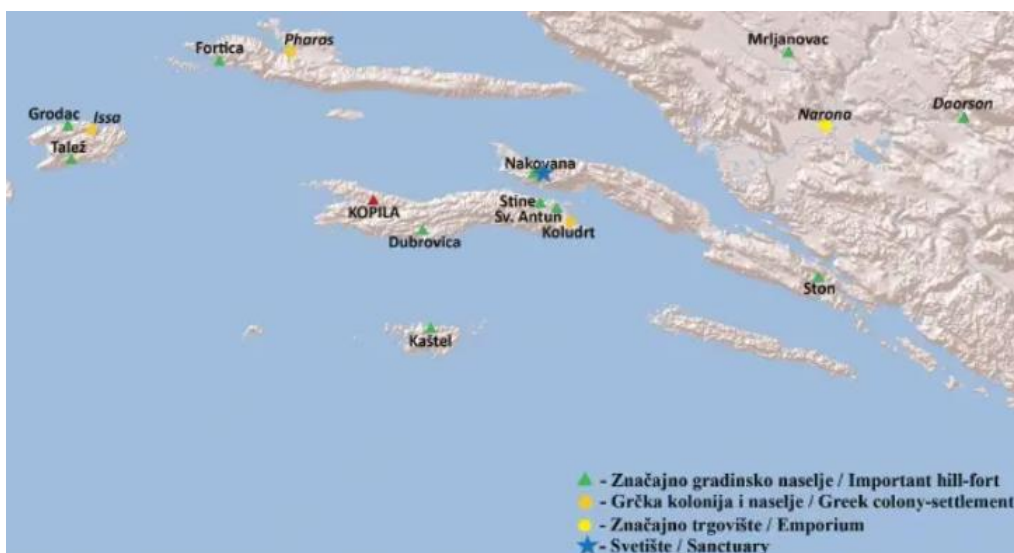 Fortica
Pharos
Mrljanovac
Grodac
Issa
Talež
Narona
Daorson
Nakovana
KOPILA
Stine
Sv. Antun
Koludrt
Dubrovica
Ston
Kaštel
- Značajno gradinsko naselje / Important hill-fort
- Grčka kolonija i naselje / Greek colony-settlement
- Značajno trgovište / Emporium
- Svetište / Sanctuary